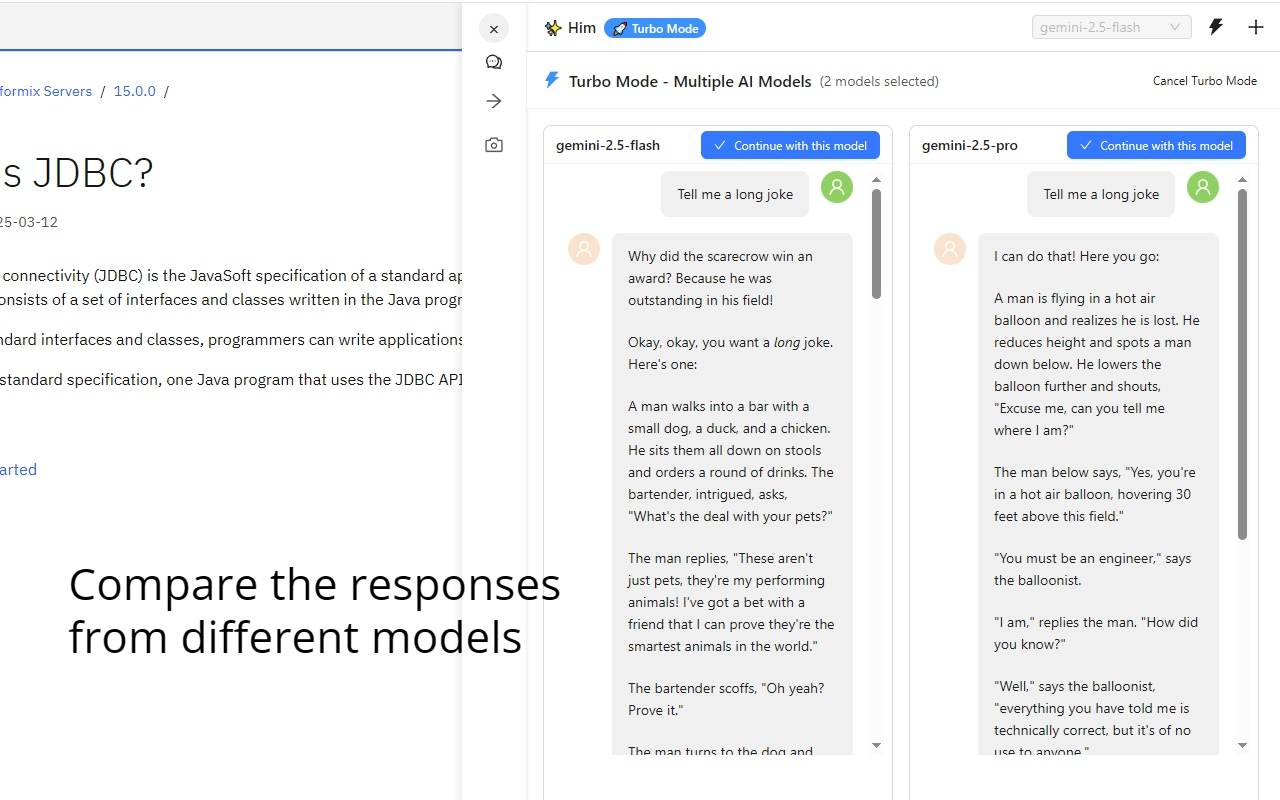 formix Servers / 15.0.0 /
s JDBC?
25-03-12
connectivity (JDBC) is the JavaSoft specification of a standard ap
onsists of a set of interfaces and classes written in the Java progr
ndard interfaces and classes, programmers can write applications
standard specification, one Java program that uses the JDBC API
arted
Compare the responses
from different models
Him
Turbo Mode
gemini-2.5-flash
Turbo Mode - Multiple AI Models (2 models selected)
Cancel Turbo Mode
gemini-2.5-flash
Continue with this model
Tell me a long joke
Why did the scarecrow win an
award? Because he was
outstanding in his field!
Okay, okay, you want a long joke.
Here's one:
A man walks into a bar with a
small dog, a duck, and a chicken.
He sits them all down on stools
and orders a round of drinks. The
bartender, intrigued, asks,
"What's the deal with your pets?"
The man replies, "These aren't
just pets, they're my performing
animals! I've got a bet with a
friend that I can prove they're the
smartest animals in the world."
The bartender scoffs, "Oh yeah?
Prove it."
The man turns to the dog and
gemini-2.5-pro
Continue with this model
Tell me a long joke
I can do that! Here you go:
A man is flying in a hot air
balloon and realizes he is lost. He
reduces height and spots a man
down below. He lowers the
balloon further and shouts,
"Excuse me, can you tell me
where I am?"
The man below says, "Yes, you're
in a hot air balloon, hovering 30
feet above this field."
"You must be an engineer," says
the balloonist.
"I am," replies the man. "How did
you know?"
"Well," says the balloonist,
"everything you have told me is
technically correct, but it's of no
use to anyone."